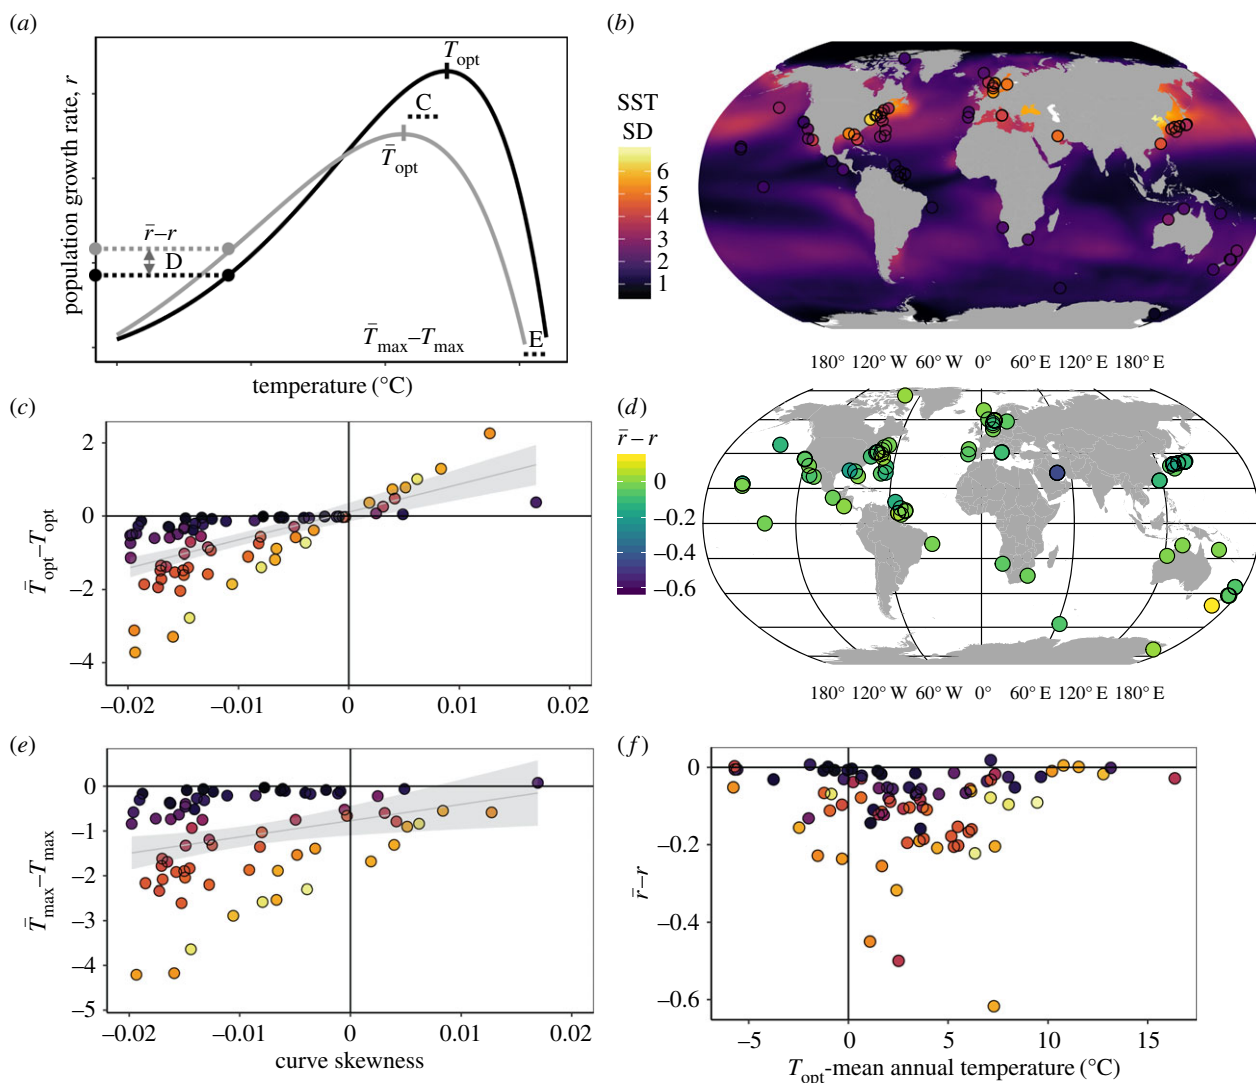 (a)
population growth rate, r
T_opt
C
T̄_opt
r̄–r
D
T̄_max–T_max
E
temperature (°C)
(b)
SST
SD
6
5
4
3
2
1
180° 120° W 60° W 0° 60° E 120° E 180° E
(c)
T̄_opt–T_opt
2
0
–2
–4
–0.02 –0.01 0 0.01 0.02
(d)
r̄–r
0
–0.2
–0.4
–0.6
180° 120° W 60° W 0° 60° E 120° E 180° E
(e)
T̄_max–T_max
0
–1
–2
–3
–4
–5
–0.02 –0.01 0 0.01 0.02
curve skewness
(f)
r̄–r
0
–0.2
–0.4
–0.6
–5 0 5 10 15
T_opt-mean annual temperature (°C)